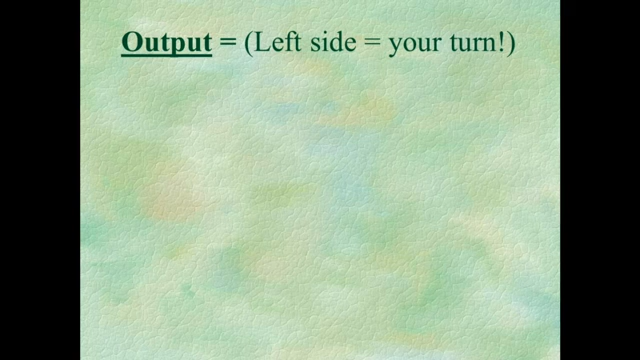 Output = (Left side = your turn!)